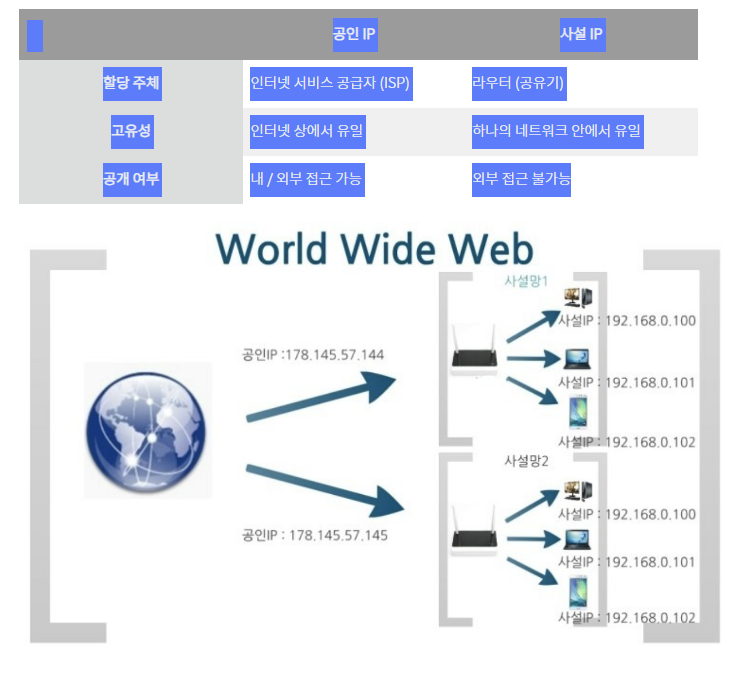 공인 IP 사설 IP
할당 주체 인터넷 서비스 공급자 (ISP) 라우터 (공유기)
고유성 인터넷 상에서 유일 하나의 네트워크 안에서 유일
공개 여부 내 / 외부 접근 가능 외부 접근 불가능
World Wide Web
사설망1
사설IP : 192.168.0.100
공인IP :178.145.57.144
사설IP : 192.168.0.101
사설IP : 192.168.0.102
사설망2
사설IP : 192.168.0.100
공인IP : 178.145.57.145
사설IP : 192.168.0.101
사설IP : 192.168.0.102